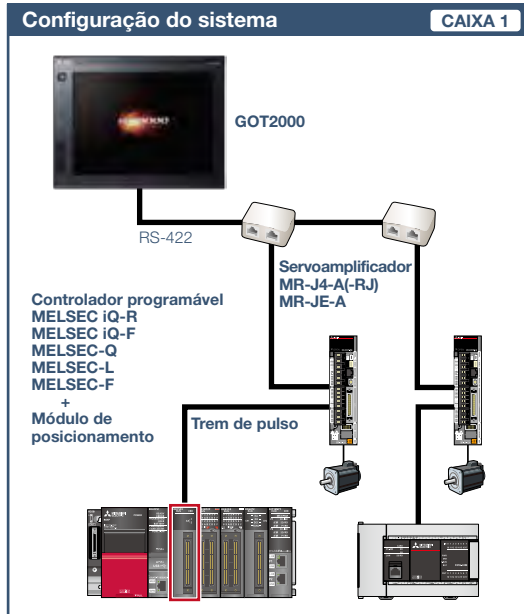 Configuração do sistema
CAIXA 1
GOT2000
RS-422
Servoamplificador
MR-J4-A(-RJ)
MR-JE-A
Controlador programável
MELSEC iQ-R
MELSEC iQ-F
MELSEC-Q
MELSEC-L
MELSEC-F
+
Módulo de
posicionamento
Trem de pulso